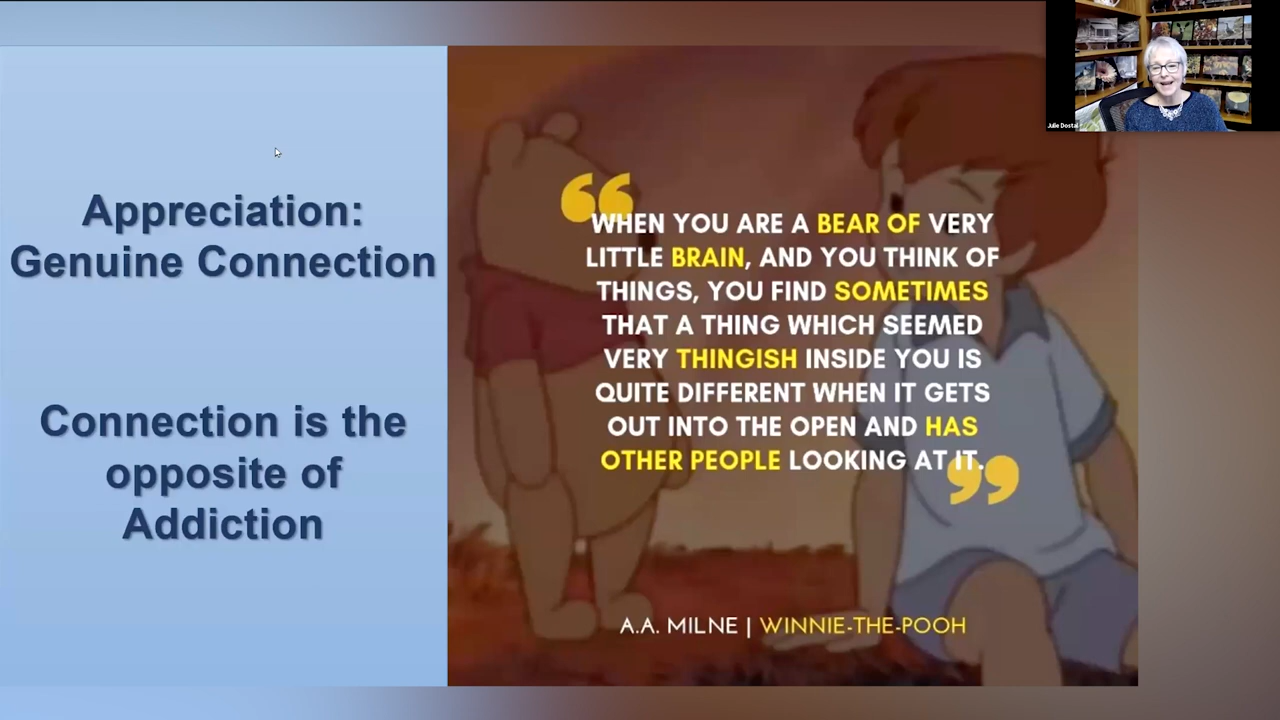 Appreciation:
Genuine Connection
Connection is the
opposite of
Addiction
“
WHEN YOU ARE A BEAR OF VERY
LITTLE BRAIN, AND YOU THINK OF
THINGS, YOU FIND SOMETIMES
THAT A THING WHICH SEEMED
VERY THINGISH INSIDE YOU IS
QUITE DIFFERENT WHEN IT GETS
OUT INTO THE OPEN AND HAS
OTHER PEOPLE LOOKING AT IT.
”
A.A. MILNE | WINNIE-THE-POOH
Julie Dostal